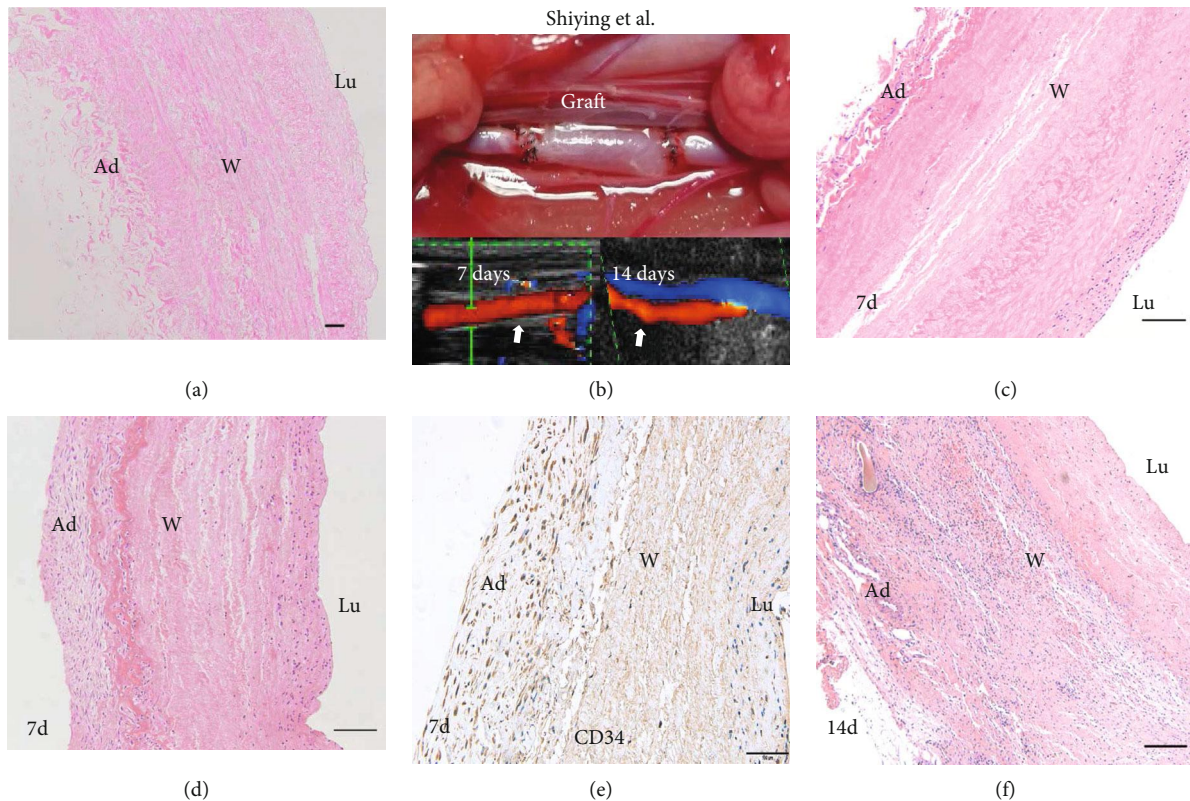 Shiying et al.
Ad
W
Lu
(a)
Graft
7 days
14 days
(b)
Ad
W
7d
Lu
(c)
Ad
W
Lu
7d
(d)
Ad
W
Lu
7d
CD34
(e)
Lu
W
Ad
14d
(f)